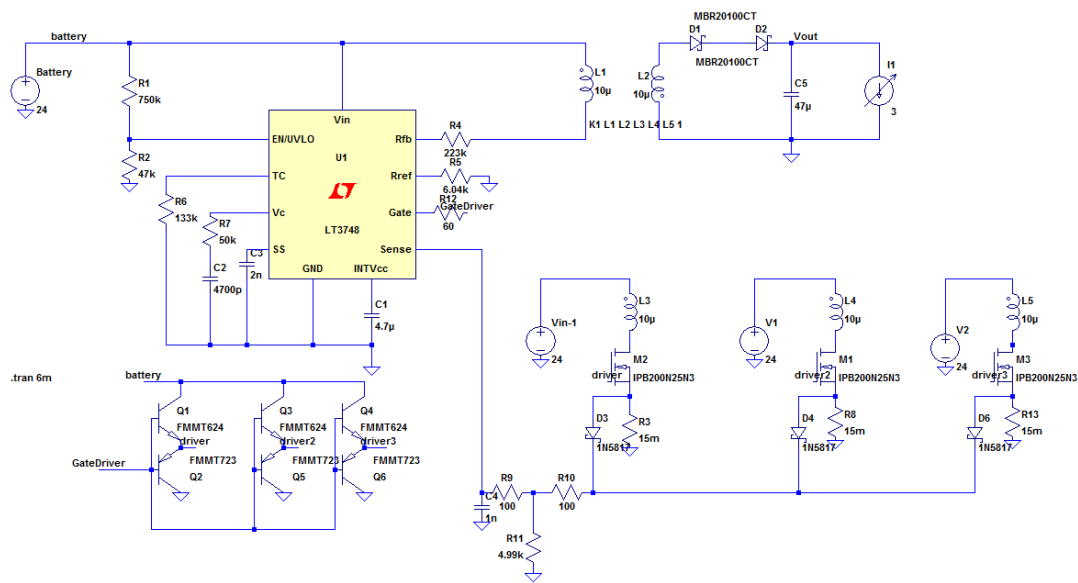 MBR20100CT
battery
D1
D2
Vout
MBR20100CT
Battery
24
R1
750k
L1
10µ
L2
10µ
C5
47µ
I1
3
K1 L1 L2 L3 L4 L5 1
Vin
EN/UVLO
Rfb
R4
223k
U1
R2
47k
TC
Rref
R5
6.04k
R12
GateDriver
R6
133k
Vc
Gate
60
R7
50k
LT3748
SS
Sense
C3
2n
GND
INTVcc
C2
4700p
C1
4.7µ
Vin-1
24
L3
10µ
V1
24
L4
10µ
V2
24
L5
10µ
M2
driver
IPB200N25N3
M1
driver2
IPB200N25N3
M3
driver3
IPB200N25N3
.tran 6m
battery
Q1
FMMT624
driver
FMMT723
Q2
Q3
FMMT624
driver2
FMMT723
Q5
Q4
FMMT624
driver3
FMMT723
Q6
GateDriver
D3
1N5817
R3
15m
D4
1N5817
R8
15m
D6
1N5817
R13
15m
C4
1n
R9
100
R10
100
R11
4.99k